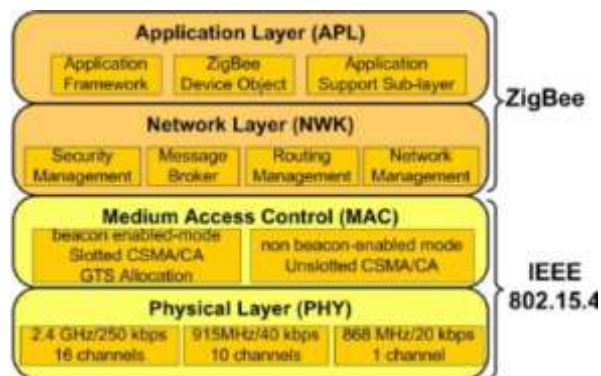 Application Layer (APL)
Application
Framework
ZigBee
Device Object
Application
Support Sub-layer
ZigBee
Network Layer (NWK)
Security
Management
Message
Broker
Routing
Management
Network
Management
Medium Access Control (MAC)
beacon enabled-mode
Slotted CSMA/CA
GTS Allocation
non beacon-enabled mode
Unslotted CSMA/CA
IEEE
802.15.4
Physical Layer (PHY)
2.4 GHz/250 kbps
16 channels
915MHz/40 kbps
10 channels
868 MHz/20 kbps
1 channel